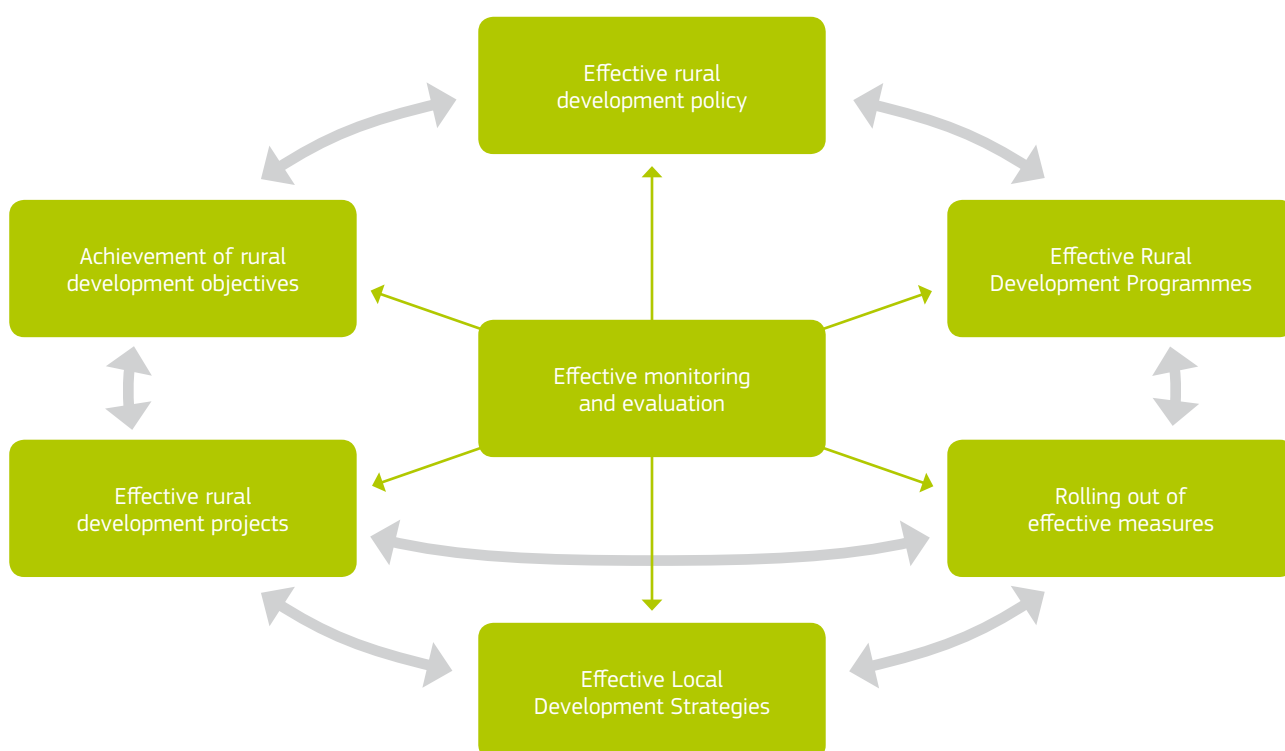 Effective rural
development policy
Achievement of rural
development objectives
Effective Rural
Development Programmes
Effective monitoring
and evaluation
Effective rural
development projects
Rolling out of
effective measures
Effective Local
Development Strategies